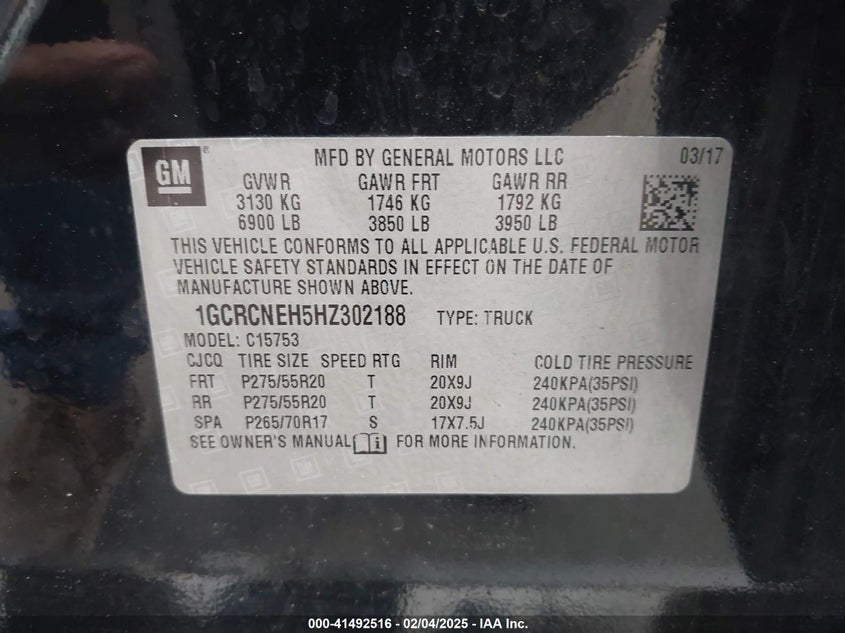 GM
MFD BY GENERAL MOTORS LLC 03/17
GVWR GAWR FRT GAWR RR
3130 KG 1746 KG 1792 KG
6900 LB 3850 LB 3950 LB
THIS VEHICLE CONFORMS TO ALL APPLICABLE U.S. FEDERAL MOTOR
VEHICLE SAFETY STANDARDS IN EFFECT ON THE DATE OF
MANUFACTURE SHOWN ABOVE.
1GCRCNEH5HZ302188 TYPE: TRUCK
MODEL: C15753
CJCQ TIRE SIZE SPEED RTG RIM COLD TIRE PRESSURE
FRT P275/55R20 T 20X9J 240KPA(35PSI)
RR P275/55R20 T 20X9J 240KPA(35PSI)
SPA P265/70R17 S 17X7.5J 240KPA(35PSI)
SEE OWNER'S MANUAL FOR MORE INFORMATION.
000-41492516 - 02/04/2025 - IAA Inc.